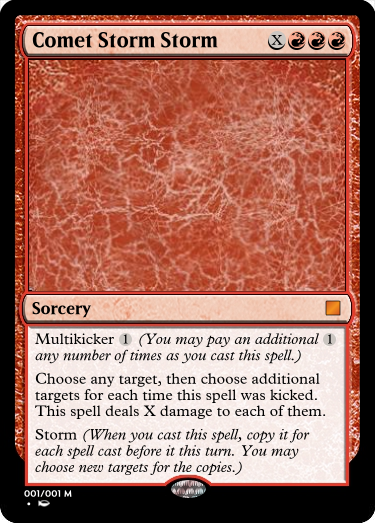 Comet Storm Storm X
Sorcery
Multikicker 1 (You may pay an additional 1
any number of times as you cast this spell.)
Choose any target, then choose additional
targets for each time this spell was kicked.
This spell deals X damage to each of them.
Storm (When you cast this spell, copy it for
each spell cast before it this turn. You may
choose new targets for the copies.)
001/001 M